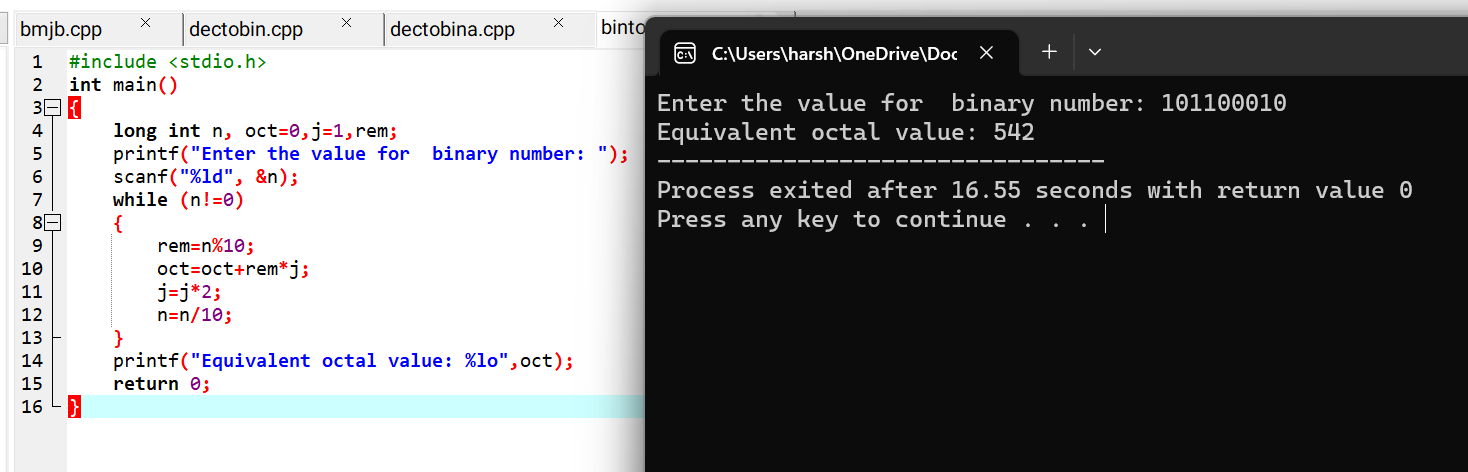 bmjb.cpp dectobin.cpp dectobina.cpp
1 #include <stdio.h>
2 int main()
3 {
4 long int n, oct=0,j=1,rem;
5 printf("Enter the value for  binary number: ");
6 scanf("%ld", &n);
7 while (n!=0)
8 {
9 rem=n%10;
10 oct=oct+rem*j;
11 j=j*2;
12 n=n/10;
13 }
14 printf("Equivalent octal value: %lo",oct);
15 return 0;
16 }
C:\Users\harsh\OneDrive\Doc
Enter the value for  binary number: 101100010
Equivalent octal value: 542
--------------------------------
Process exited after 16.55 seconds with return value 0
Press any key to continue . . .